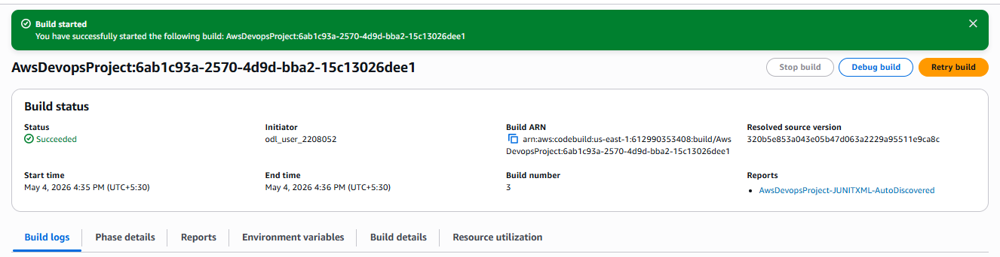 Build started
You have successfully started the following build: AwsDevopsProject:6ab1c93a-2570-4d9d-bba2-15c13026dee1
AwsDevopsProject:6ab1c93a-2570-4d9d-bba2-15c13026dee1
Stop build
Debug build
Retry build
Build status
Status
Succeeded
Initiator
odl_user_2208052
Build ARN
arn:aws:codebuild:us-east-1:612990353408:build/Aws
DevopsProject:6ab1c93a-2570-4d9d-bba2-15c13026dee1
Resolved source version
320b5e853a043e05b47d063a2229a95511e9ca8c
Start time
May 4, 2026 4:35 PM (UTC+5:30)
End time
May 4, 2026 4:36 PM (UTC+5:30)
Build number
3
Reports
AwsDevopsProject-JUNITXML-AutoDiscovered
Build logs
Phase details
Reports
Environment variables
Build details
Resource utilization